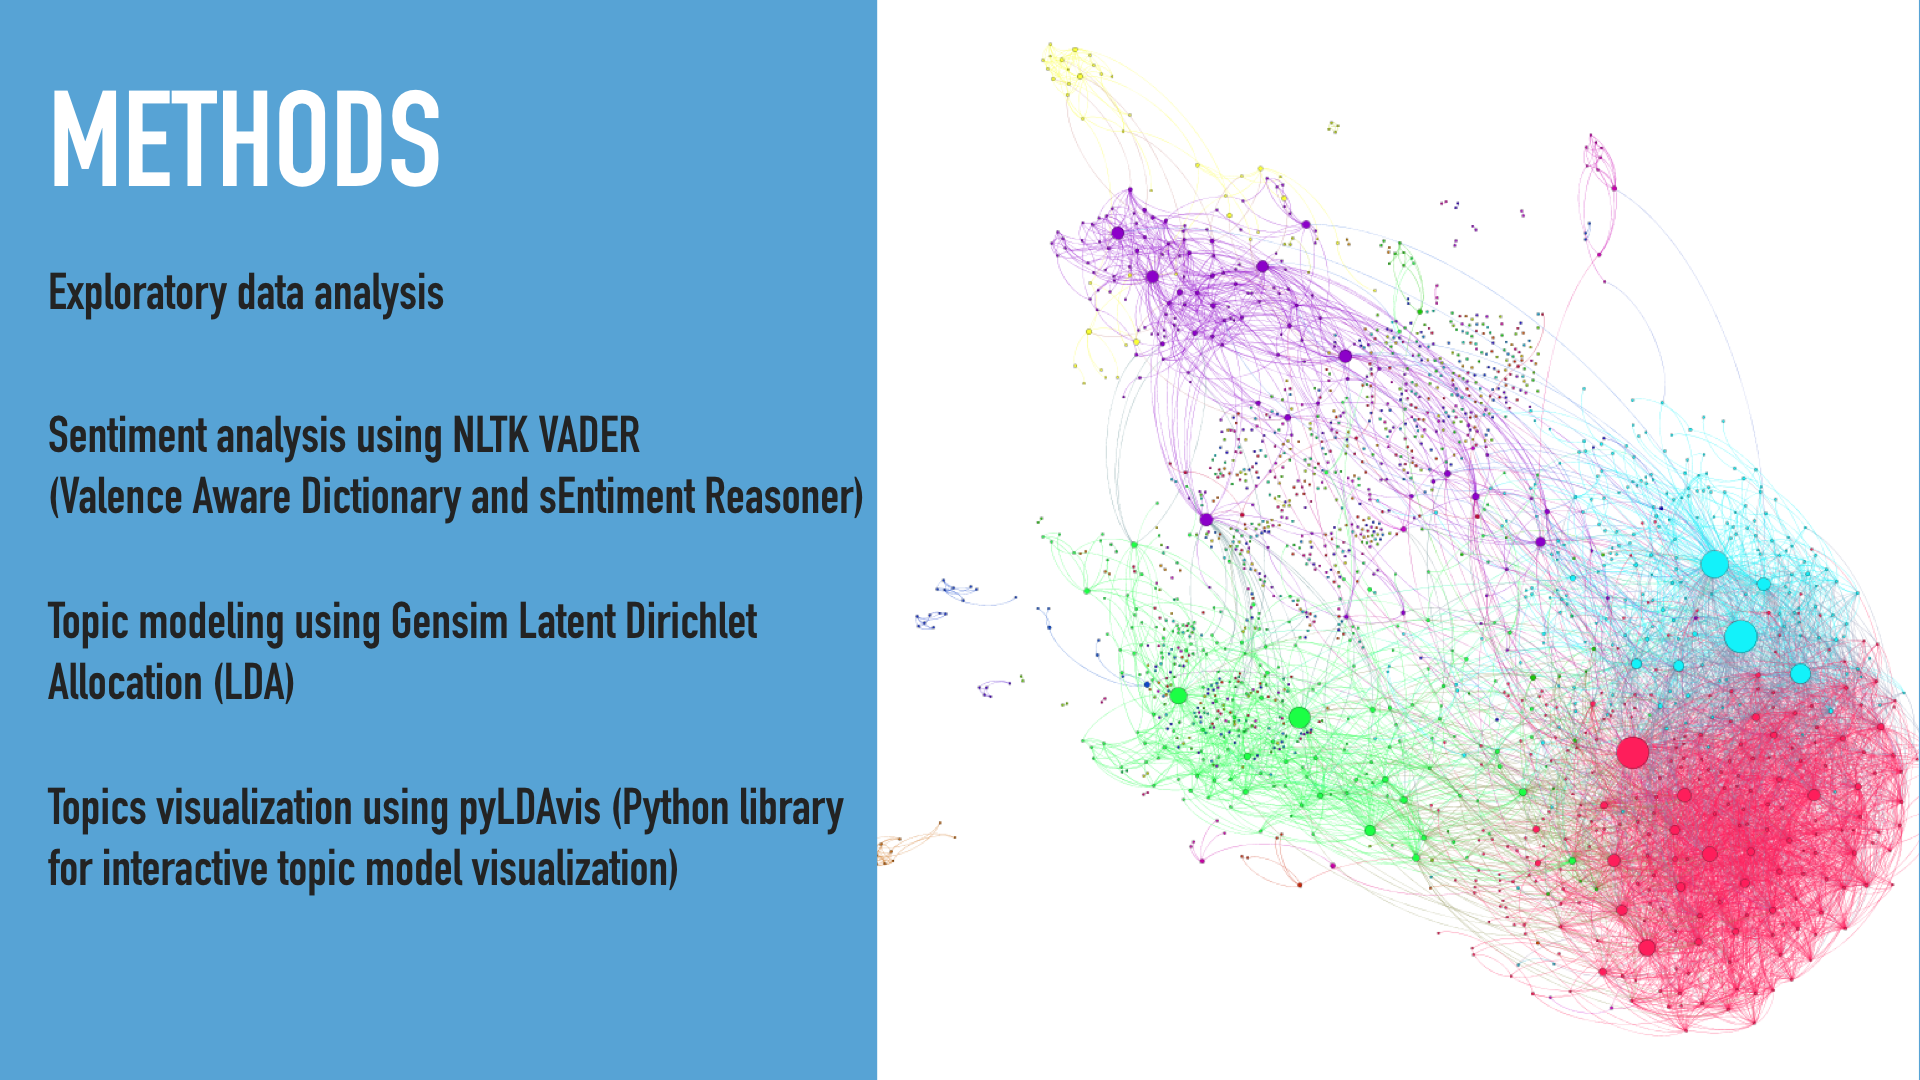 METHODS
Exploratory data analysis
Sentiment analysis using NLTK VADER
(Valence Aware Dictionary and sEntiment Reasoner)
Topic modeling using Gensim Latent Dirichlet
Allocation (LDA)
Topics visualization using pyLDAvis (Python library
for interactive topic model visualization)